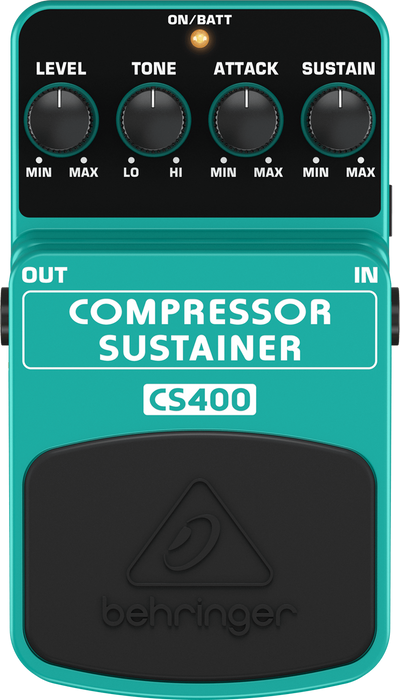 ON/BATT
LEVEL TONE ATTACK SUSTAIN
MIN MAX LO HI MIN MAX MIN MAX
OUT IN
COMPRESSOR
SUSTAINER
CS400
behringer